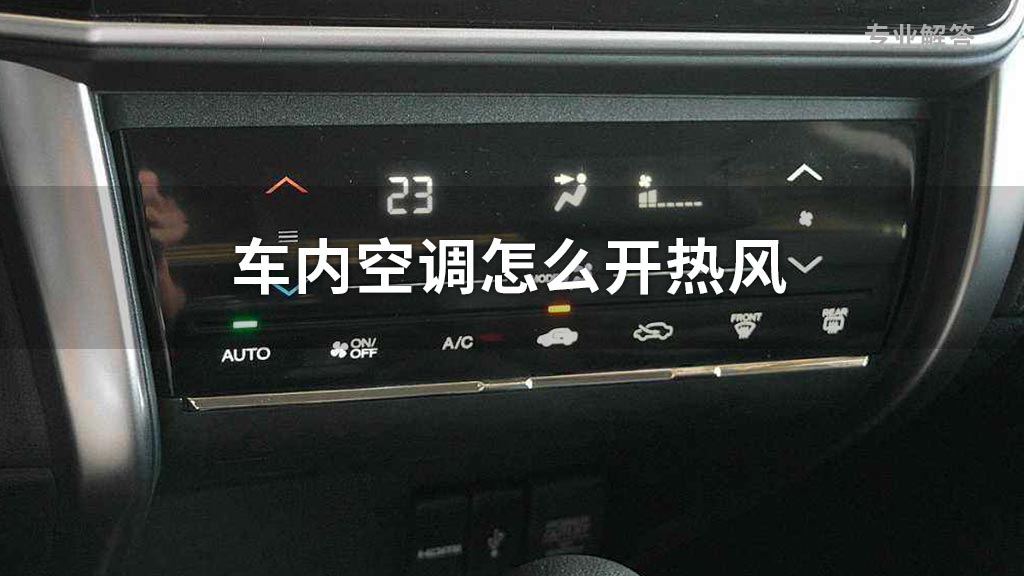 专业解答
23
车内空调怎么开热风
AUTO
ON/
OFF
A/C
FRONT
REAR
HDMI